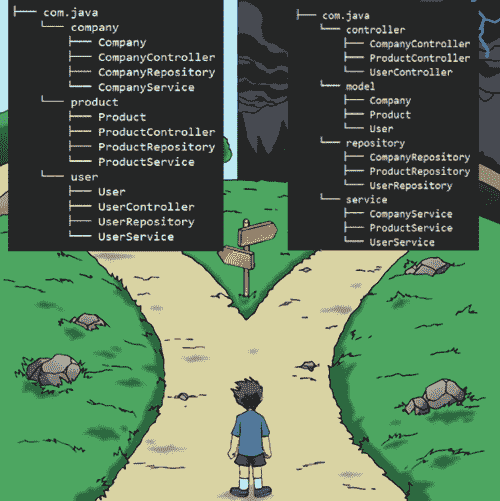 ├── com.java
└── company
├── Company
├── CompanyController
├── CompanyRepository
└── CompanyService
└── product
├── Product
├── ProductController
├── ProductRepository
└── ProductService
└── user
├── User
├── UserController
├── UserRepository
└── UserService
├── com.java
└── controller
├── CompanyController
├── ProductController
└── UserController
└── model
├── Company
├── Product
└── User
└── repository
├── CompanyRepository
├── ProductRepository
└── UserRepository
└── service
├── CompanyService
├── ProductService
└── UserService